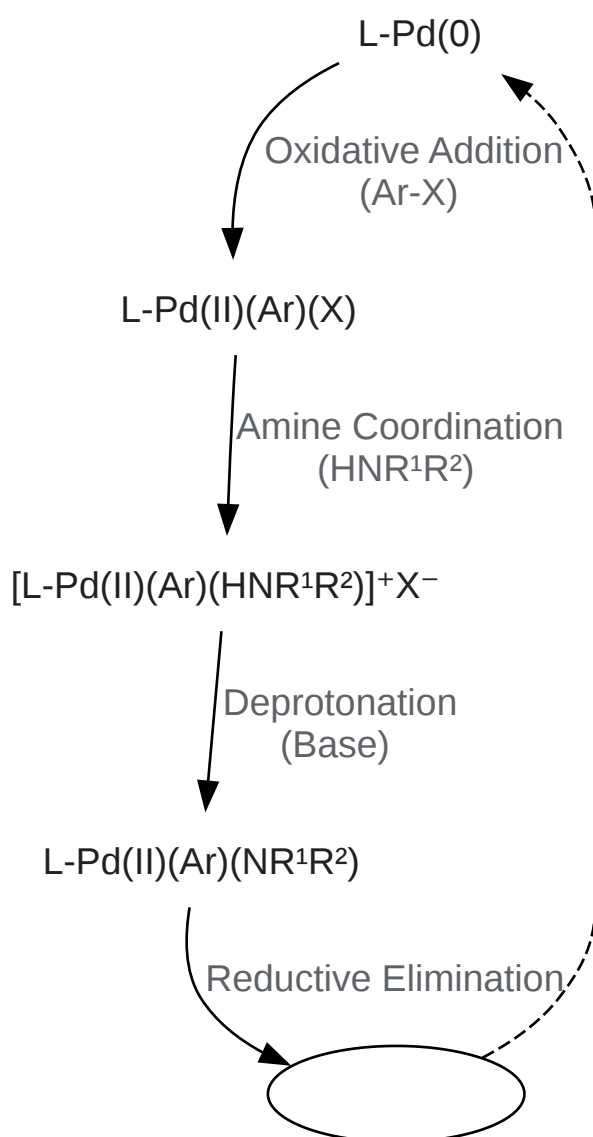 L-Pd(0)
Oxidative Addition
(Ar-X)
L-Pd(II)(Ar)(X)
Amine Coordination
(HNR¹R²)
[L-Pd(II)(Ar)(HNR¹R²)]⁺X⁻
Deprotonation
(Base)
L-Pd(II)(Ar)(NR¹R²)
Reductive Elimination